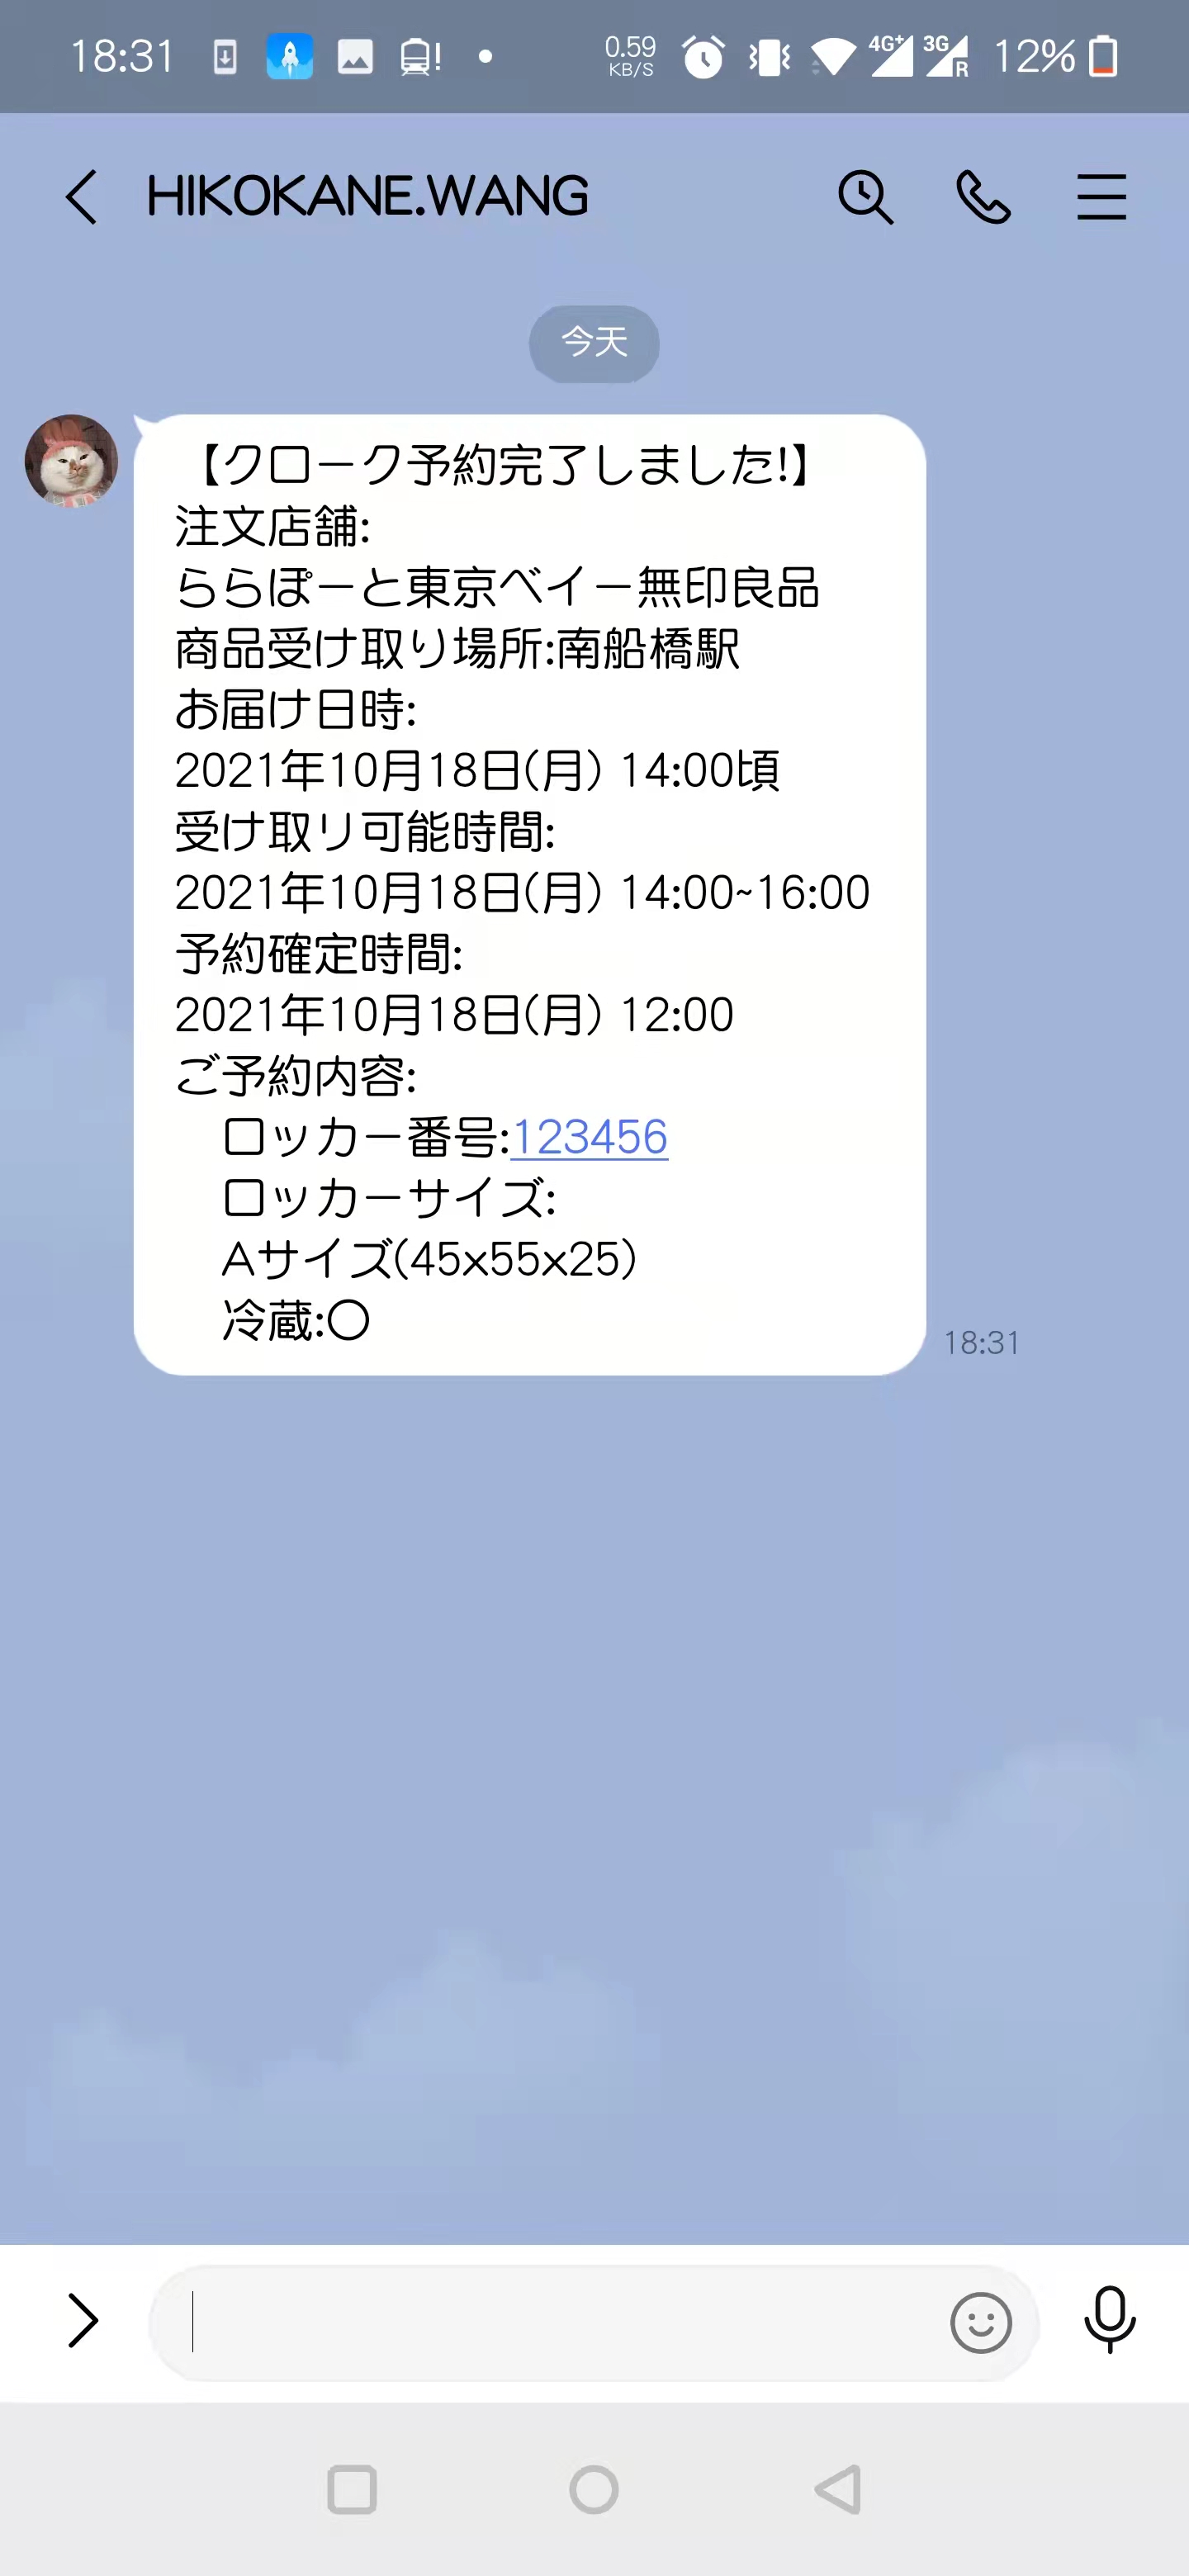 18:31
0.59
KB/S
4G+
3G
R
12%
HIKOKANE.WANG
今天
【クローク予約完了しました!】
注文店舗:
ららぽーと東京ベイー無印良品
商品受け取り場所:南船橋駅
お届け日時:
2021年10月18日(月) 14:00頃
受け取り可能時間:
2021年10月18日(月) 14:00~16:00
予約確定時間:
2021年10月18日(月) 12:00
ご予約内容:
ロッカー番号:123456
ロッカーサイズ:
Aサイズ(45x55x25)
冷蔵:〇
18:31